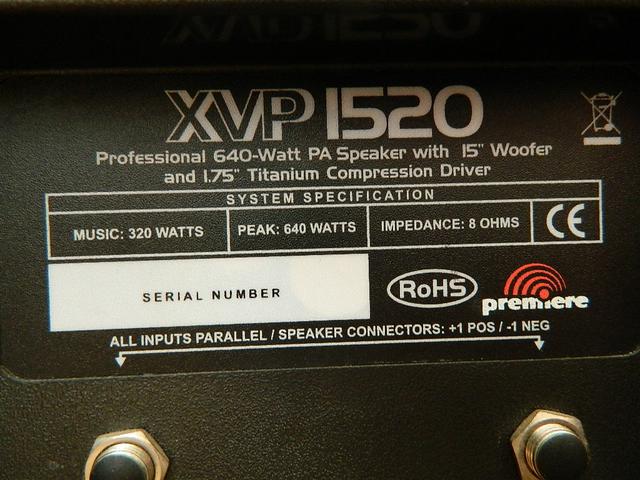 XVP 1520
Professional 640-Watt PA Speaker with 15" Woofer
and 1.75" Titanium Compression Driver
SYSTEM SPECIFICATION
MUSIC: 320 WATTS PEAK: 640 WATTS IMPEDANCE: 8 OHMS CE
SERIAL NUMBER
RoHS
premiere
ALL INPUTS PARALLEL / SPEAKER CONNECTORS: +1 POS / -1 NEG